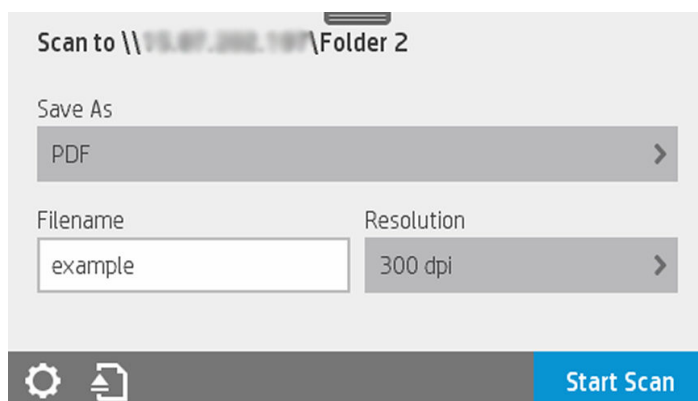 Scan to \\ \Folder 2
Save As
PDF
Filename
Resolution
example
300 dpi
Start Scan